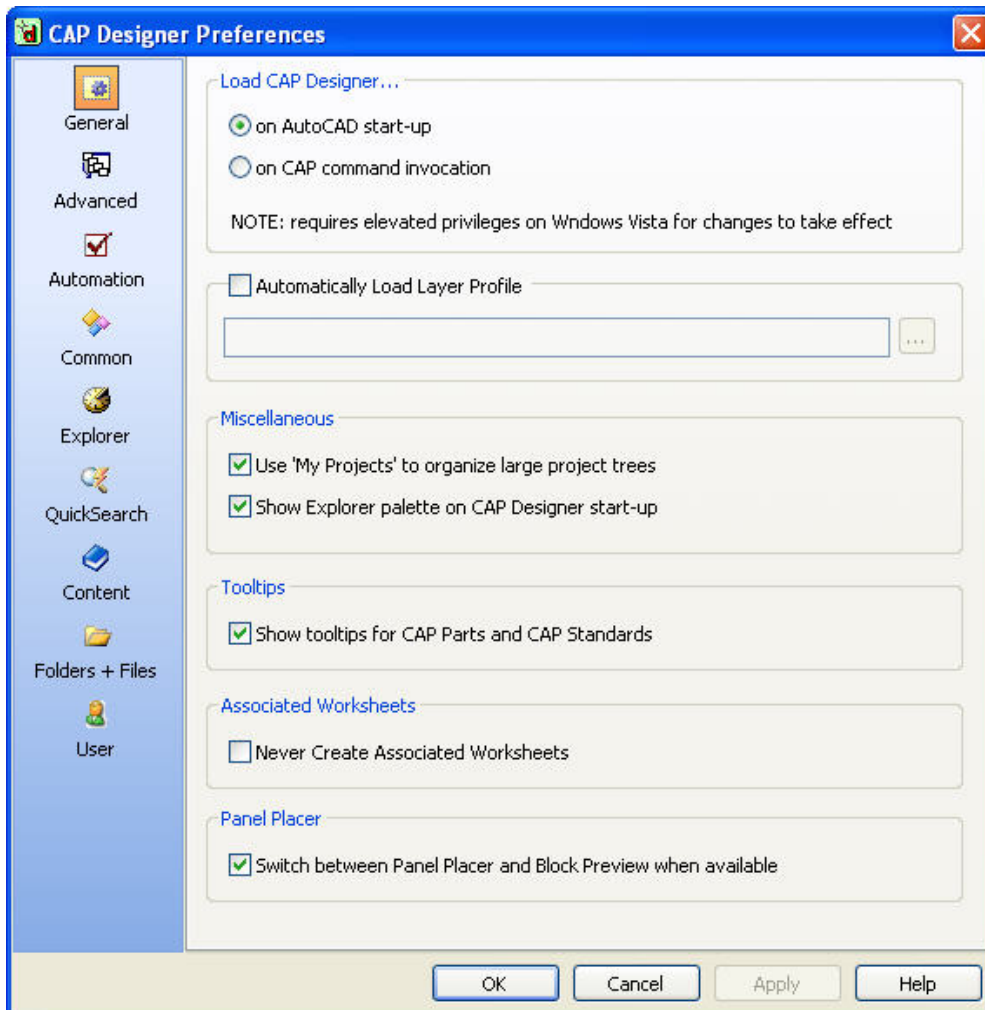 CAP Designer Preferences
General
Advanced
Automation
Common
Explorer
QuickSearch
Content
Folders + Files
User
Load CAP Designer...
on AutoCAD start-up
on CAP command invocation
NOTE: requires elevated privileges on Wndows Vista for changes to take effect
Automatically Load Layer Profile
...
Miscellaneous
Use 'My Projects' to organize large project trees
Show Explorer palette on CAP Designer start-up
Tooltips
Show tooltips for CAP Parts and CAP Standards
Associated Worksheets
Never Create Associated Worksheets
Panel Placer
Switch between Panel Placer and Block Preview when available
OK Cancel Apply Help